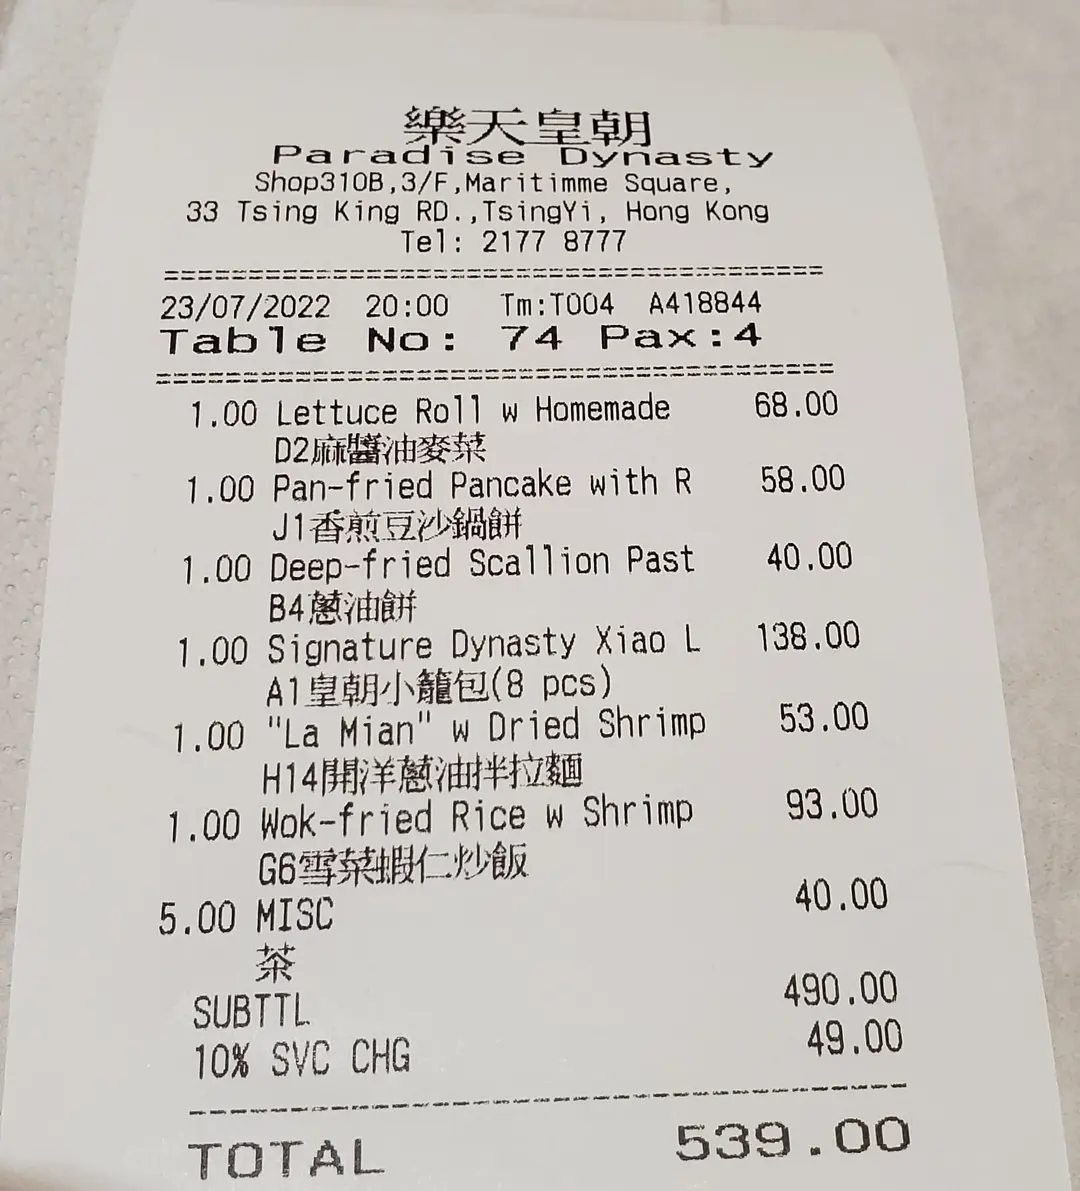 樂天皇朝
Paradise Dynasty
Shop310B,3/F,Maritimme Square,
33 Tsing King RD.,TsingYi, Hong Kong
Tel: 2177 8777
=======================================
23/07/2022 20:00 Tm:T004 A418844
Table No: 74 Pax:4
=======================================
1.00 Lettuce Roll w Homemade 68.00
D2麻醬油麥菜
1.00 Pan-fried Pancake with R 58.00
J1香煎豆沙鍋餅
1.00 Deep-fried Scallion Past 40.00
B4蔥油餅
1.00 Signature Dynasty Xiao L 138.00
A1皇朝小籠包(8 pcs)
1.00 "La Mian" w Dried Shrimp 53.00
H14開洋蔥油拌拉麵
1.00 Wok-fried Rice w Shrimp 93.00
G6雪菜蝦仁炒飯
5.00 MISC 40.00
茶
SUBTTL 490.00
10% SVC CHG 49.00
---------------------------------------
TOTAL 539.00